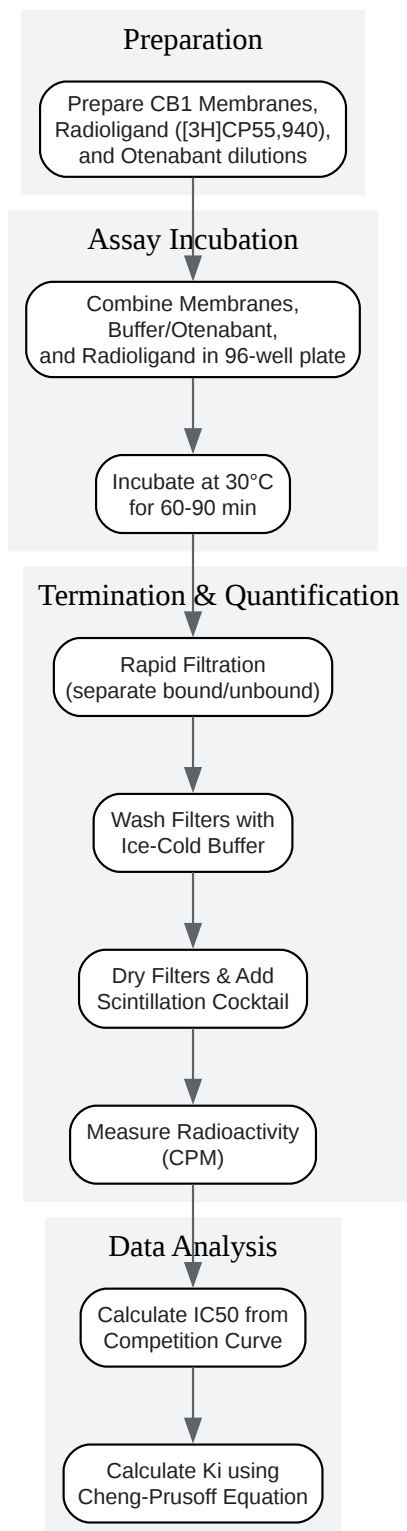 Preparation
Prepare CB1 Membranes,
Radioligand ([3H]CP55,940),
and Otenabant dilutions
Assay Incubation
Combine Membranes,
Buffer/Otenabant,
and Radioligand in 96-well plate
Incubate at 30°C
for 60-90 min
Termination & Quantification
Rapid Filtration
(separate bound/unbound)
Wash Filters with
Ice-Cold Buffer
Dry Filters & Add
Scintillation Cocktail
Measure Radioactivity
(CPM)
Data Analysis
Calculate IC50 from
Competition Curve
Calculate Ki using
Cheng-Prusoff Equation